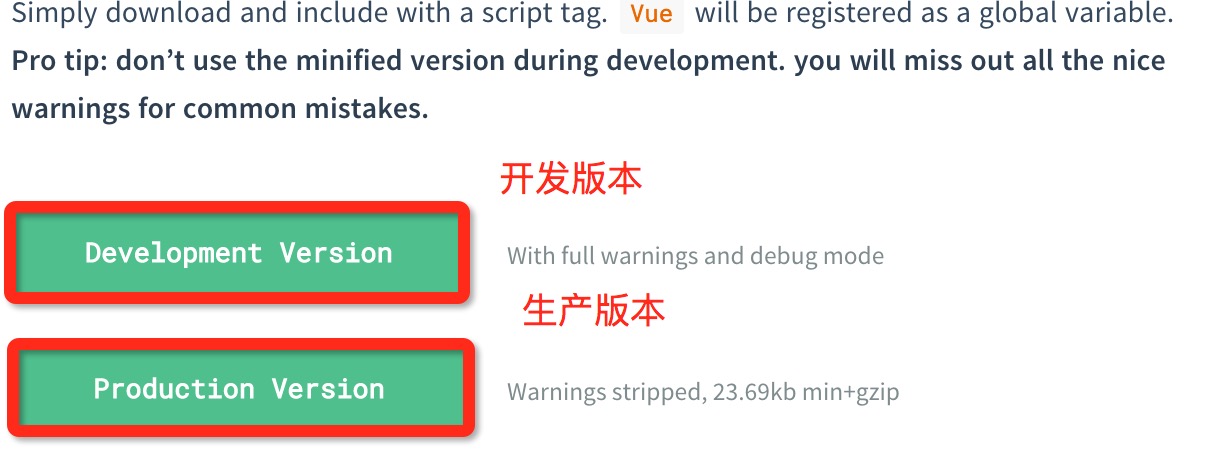 Simply download and include with a script tag. Vue will be registered as a global variable.
Pro tip: don’t use the minified version during development. you will miss out all the nice
warnings for common mistakes.
开发版本
Development Version
With full warnings and debug mode
生产版本
Production Version
Warnings stripped, 23.69kb min+gzip